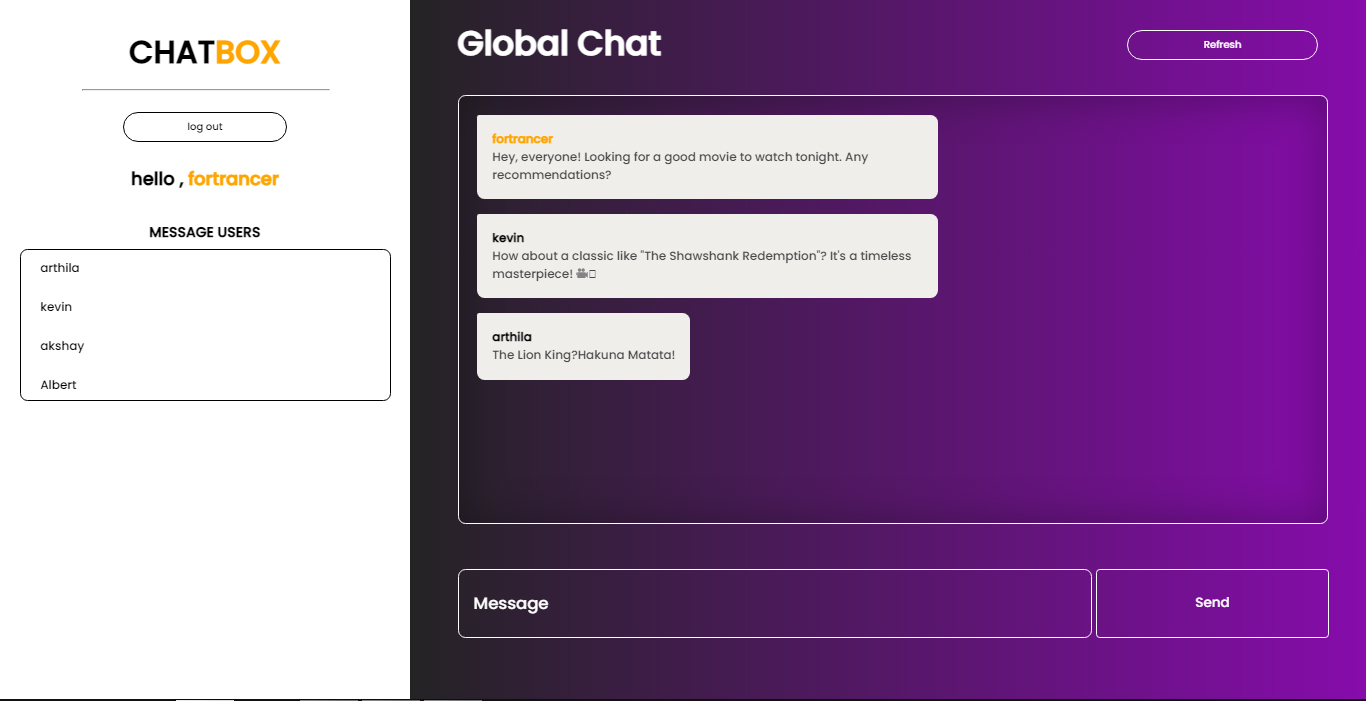 CHATBOX
log out
hello , fortrancer
MESSAGE USERS
arthila
kevin
akshay
Albert
Global Chat
Refresh
fortrancer
Hey, everyone! Looking for a good movie to watch tonight. Any
recommendations?
kevin
How about a classic like "The Shawshank Redemption"? It's a timeless
masterpiece! 🎥
arthila
The Lion King?Hakuna Matata!
Message
Send